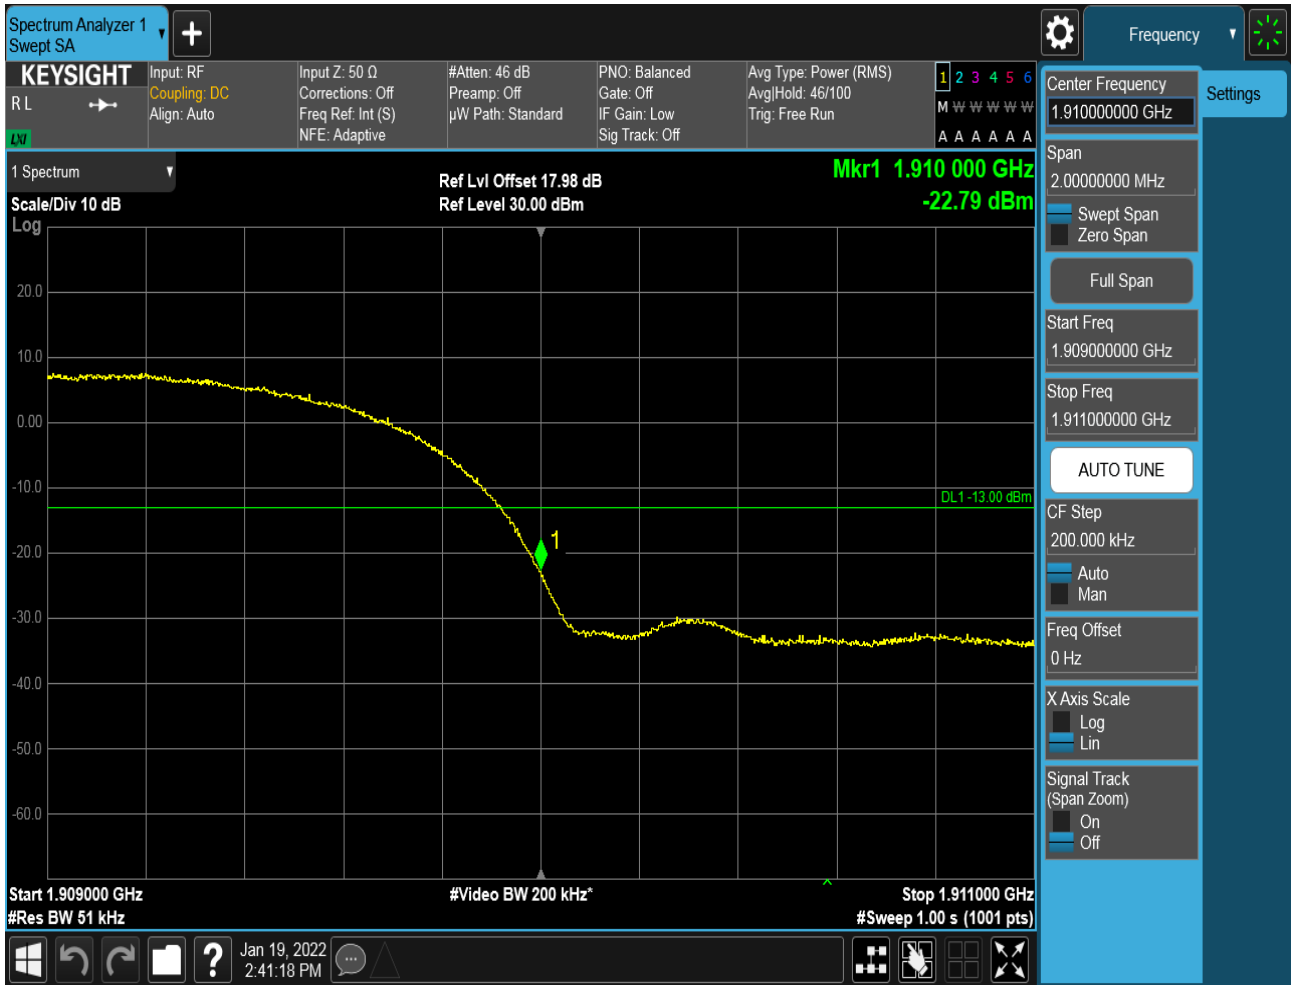 Spectrum Analyzer 1
Swept SA
Frequency
KEYSIGHT
R L
LXI
Input: RF
Coupling: DC
Align: Auto
Input Z: 50 Ω
Corrections: Off
Freq Ref: Int (S)
NFE: Adaptive
#Atten: 46 dB
Preamp: Off
µW Path: Standard
PNO: Balanced
Gate: Off
IF Gain: Low
Sig Track: Off
Avg Type: Power (RMS)
Avg|Hold: 46/100
Trig: Free Run
1 2 3 4 5 6
M W W W W W
A A A A A A
1 Spectrum
Scale/Div 10 dB
Log
Ref Lvl Offset 17.98 dB
Ref Level 30.00 dBm
Mkr1 1.910 000 GHz
-22.79 dBm
20.0
10.0
0.00
-10.0
-20.0
-30.0
-40.0
-50.0
-60.0
DL1 -13.00 dBm
1
Start 1.909000 GHz
#Res BW 51 kHz
#Video BW 200 kHz*
Stop 1.911000 GHz
#Sweep 1.00 s (1001 pts)
Jan 19, 2022
2:41:18 PM
Center Frequency
1.910000000 GHz
Settings
Span
2.00000000 MHz
Swept Span
Zero Span
Full Span
Start Freq
1.909000000 GHz
Stop Freq
1.911000000 GHz
AUTO TUNE
CF Step
200.000 kHz
Auto
Man
Freq Offset
0 Hz
X Axis Scale
Log
Lin
Signal Track
(Span Zoom)
On
Off